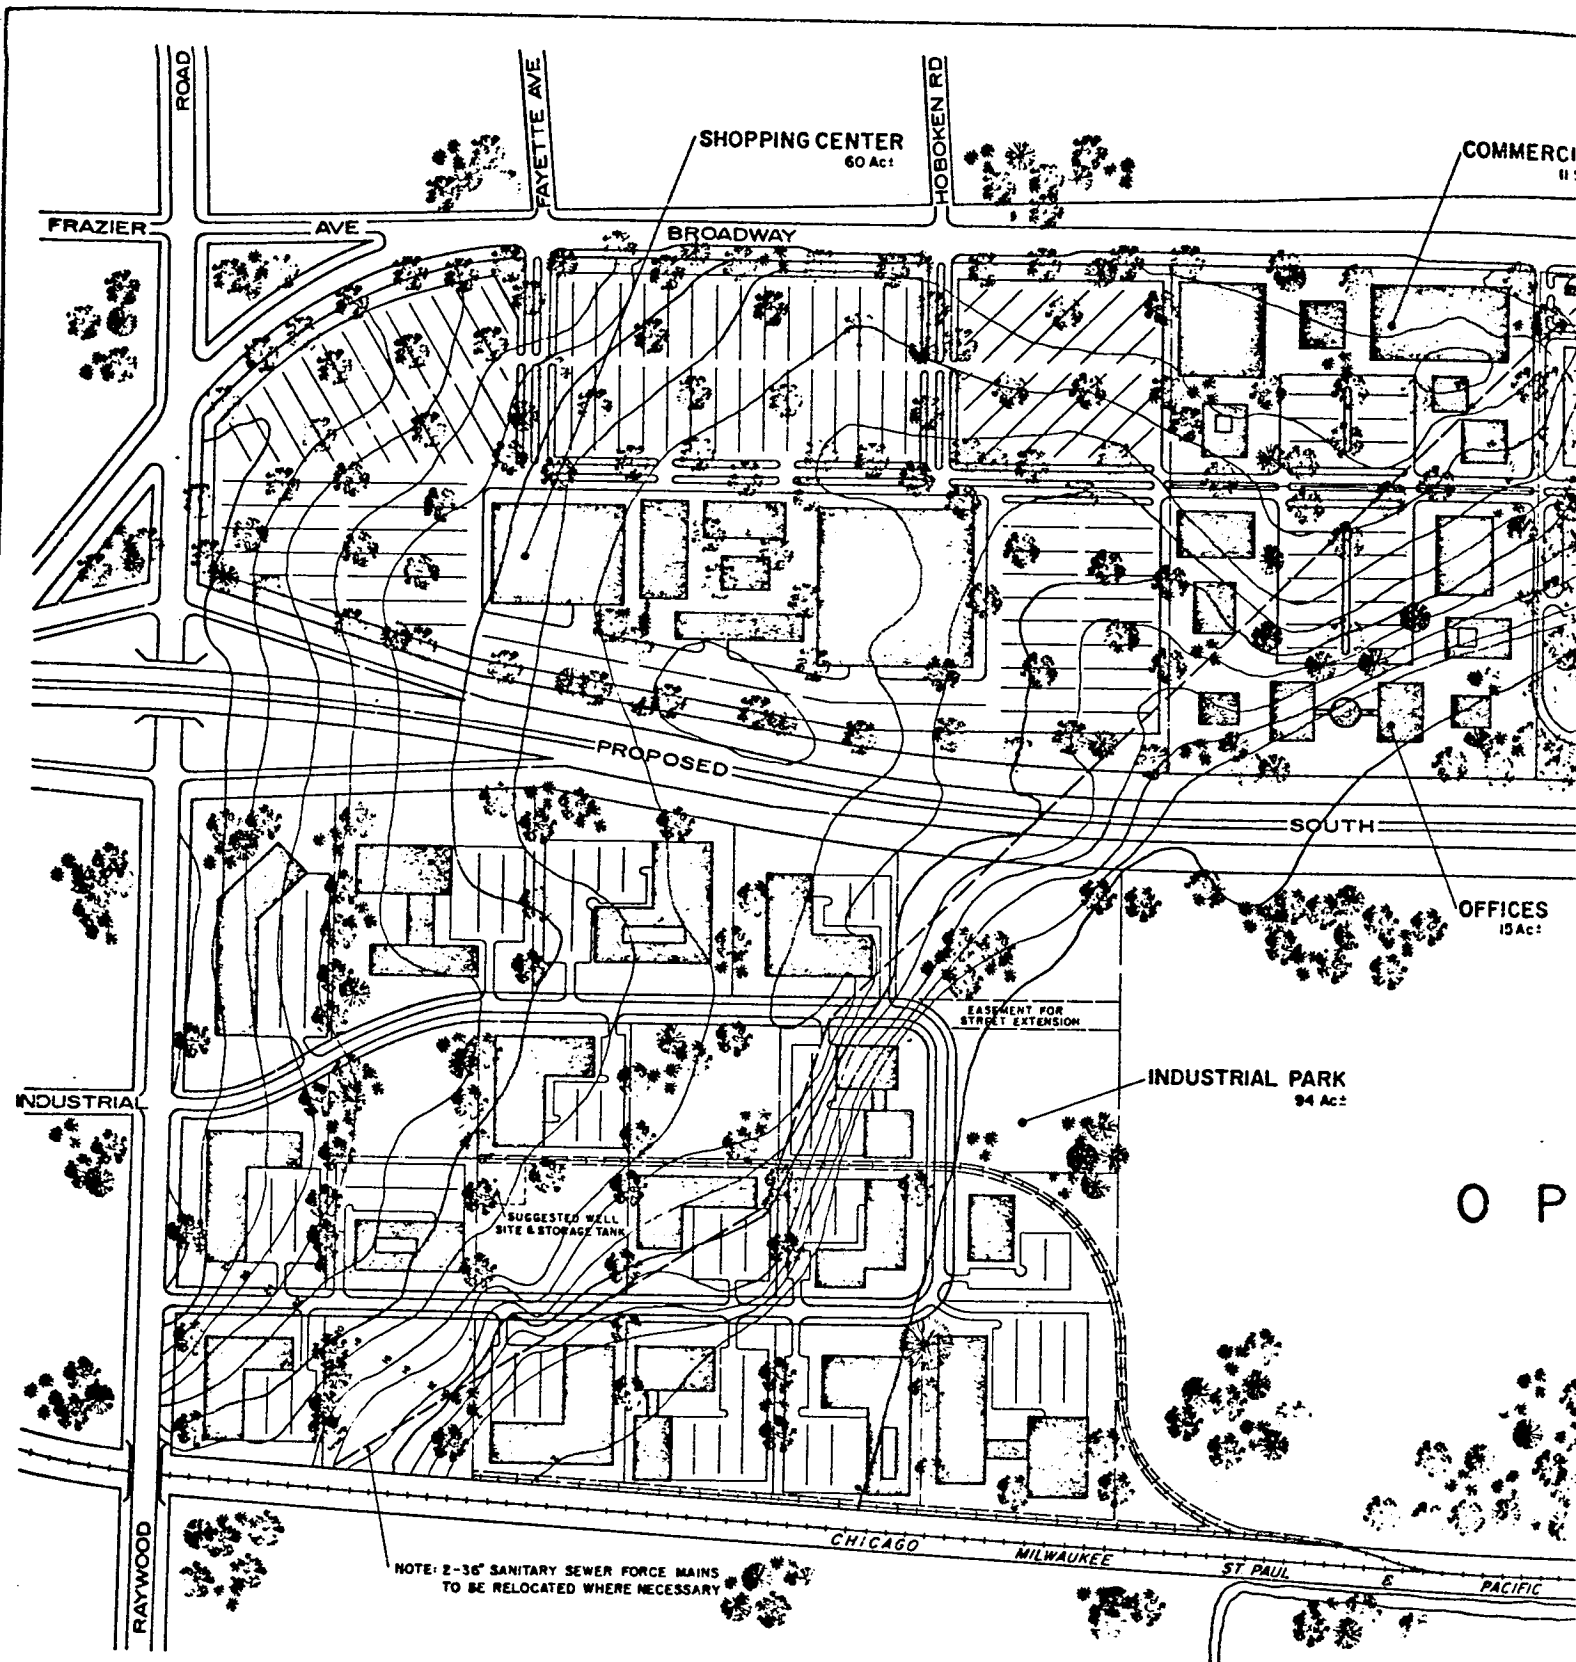 ROAD
FAYETTE AVE
HOBOKEN RD
SHOPPING CENTER
60 Ac±
COMMERCI
FRAZIER AVE
BROADWAY
PROPOSED
SOUTH
OFFICES
15 Ac±
EASEMENT FOR
STREET EXTENSION
INDUSTRIAL PARK
94 Ac±
INDUSTRIAL
SUGGESTED WELL
SITE & STORAGE TANK
O P
RAYWOOD
NOTE: 2-36" SANITARY SEWER FORCE MAINS
TO BE RELOCATED WHERE NECESSARY
CHICAGO MILWAUKEE ST PAUL & PACIFIC